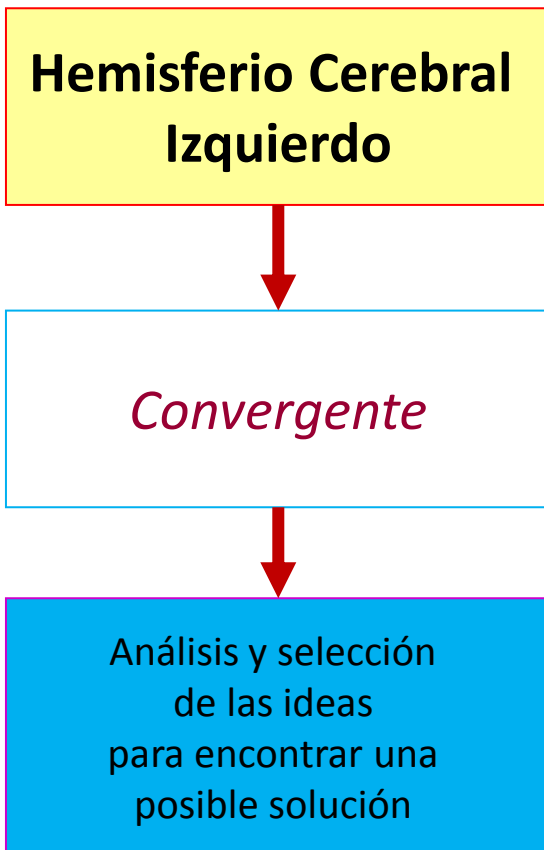 Hemisferio Cerebral
Izquierdo
Convergente
Análisis y selección
de las ideas
para encontrar una
posible solución